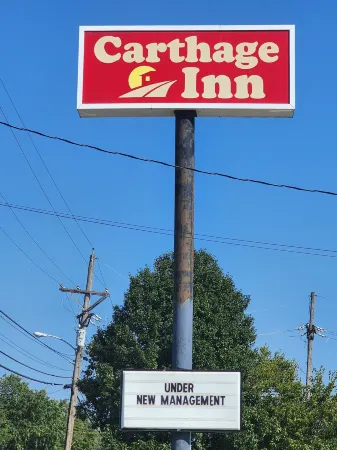 Carthage
Inn
UNDER
NEW MANAGEMENT